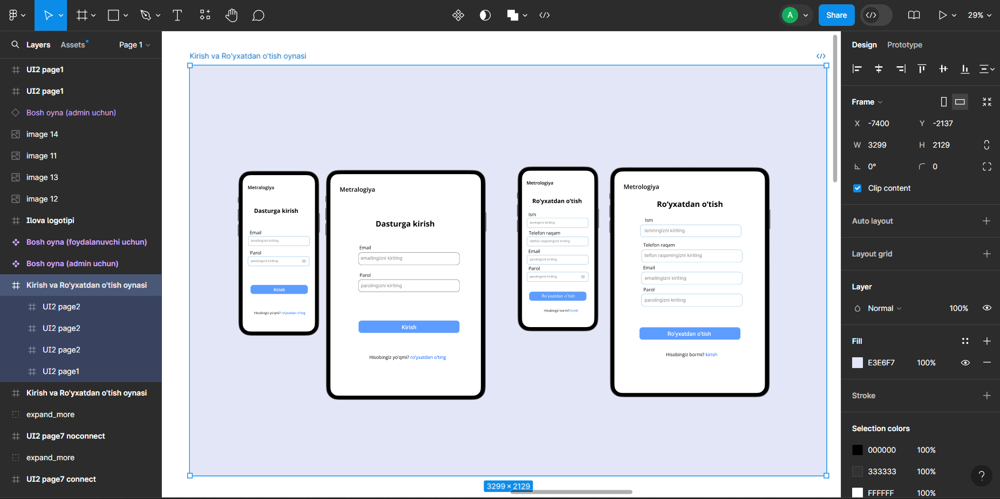 A
Share
29%
Layers
Assets
Page 1
UI2 page1
UI2 page1
Bosh oyna (admin uchun)
image 14
image 11
image 13
image 12
Ilova logotipi
Bosh oyna (foydalanuvchi uchun)
Bosh oyna (admin uchun)
Kirish va Ro'yxatdan o'tish oynasi
UI2 page2
UI2 page2
UI2 page2
UI2 page1
Kirish va Ro'yxatdan o'tish oynasi
expand_more
UI2 page7 noconnect
expand_more
UI2 page7 connect
Kirish va Ro'yxatdan o'tish oynasi
Metralogiya
Dasturga kirish
Email
emailingizni kiriting
Parol
parolingizni kiriting
Kirish
Hisobingiz yo'qmi? ro'yxatdan o'ting
Metralogiya
Dasturga kirish
Email
emailingizni kiriting
Parol
parolingizni kiriting
Kirish
Hisobingiz yo'qmi? ro'yxatdan o'ting
Metrologiya
Ro‘yxatdan o‘tish
Ism
ismingizni kiriting
Telefon raqam
telefon raqamingizni kiriting
Email
parolingizni kiriting
Parol
parolingizni kiriting
Ro'yxatdan o'tish
Hisobingiz bormi? kirish
Metrologiya
Ro‘yxatdan o‘tish
Ism
isminngizni kiriting
Telefon raqam
telfon raqamingizni kiriting
Email
emailingizni kiriting
Parol
parolingizni kiriting
Ro'yxatdan o'tish
Hisobingiz bormi? kirish
3299 × 2129
Design
Prototype
Frame
X -7400
Y -2137
W 3299
H 2129
0°
0
Clip content
Auto layout
Layout grid
Layer
Normal
100%
Fill
E3E6F7
100%
Stroke
Selection colors
000000
100%
333333
100%
FFFFFF
100%
?